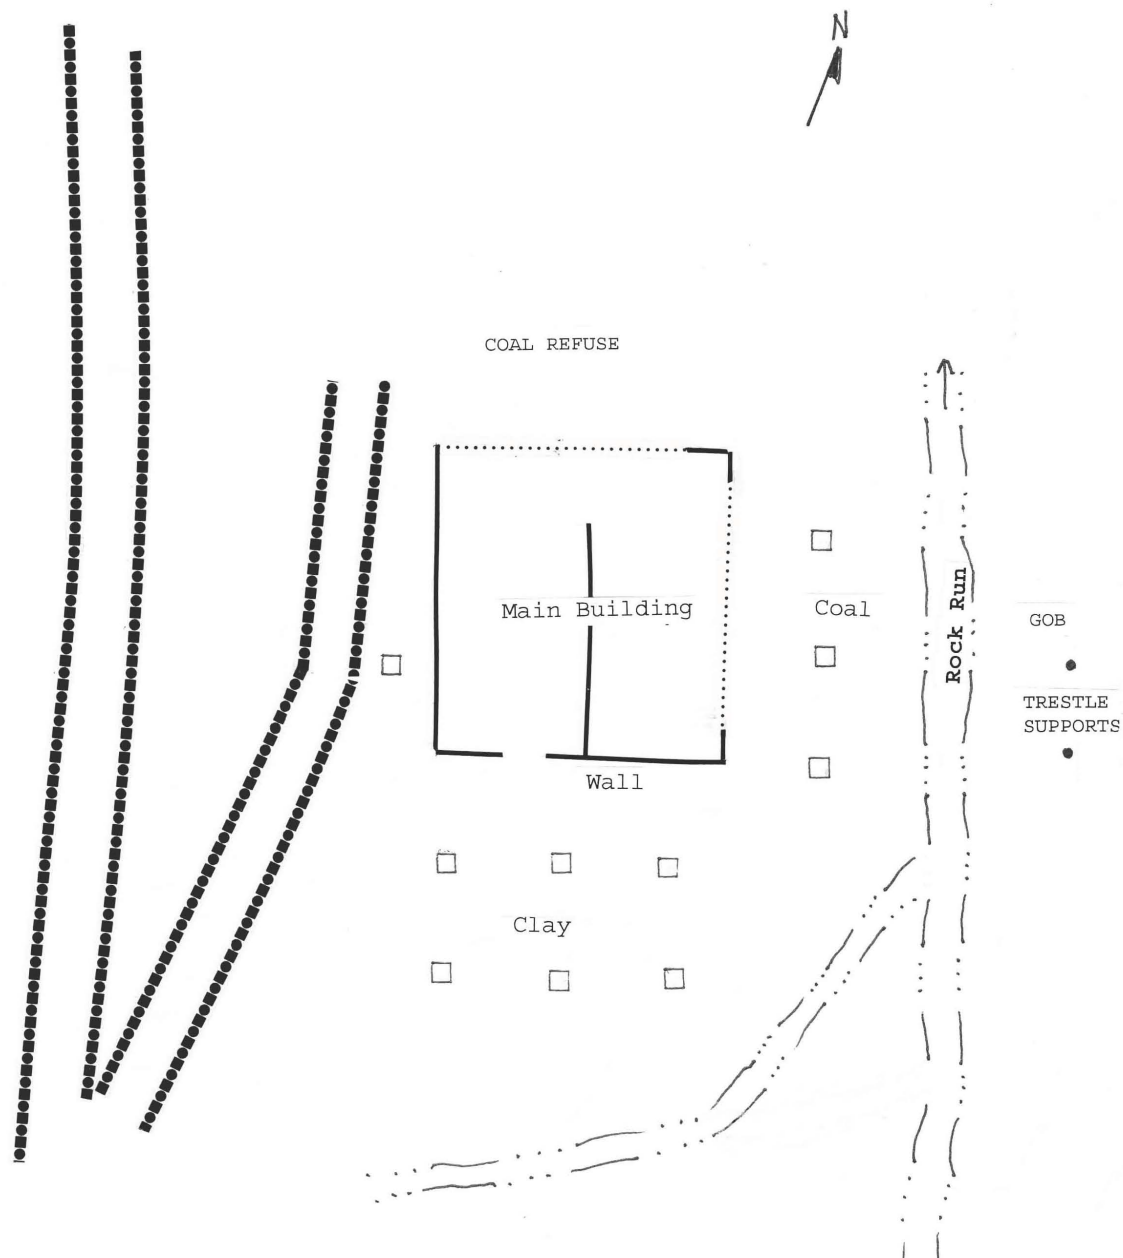 N
COAL REFUSE
Main Building
Coal
Rock Run
GOB
TRESTLE
SUPPORTS
Wall
Clay